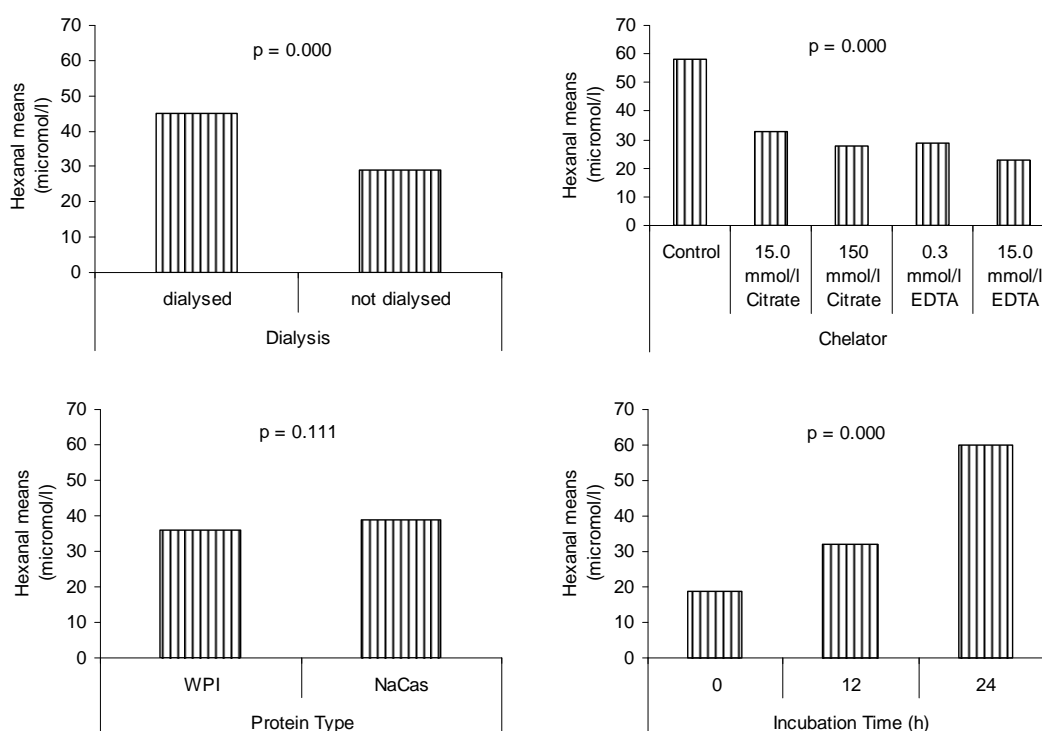 70
60
50
40
30
20
10
0
Hexanal means
(micromol/l)
p = 0.000
dialysed
not dialysed
Dialysis
70
60
50
40
30
20
10
0
Hexanal means
(micromol/l)
p = 0.000
Control
15.0
mmol/l
Citrate
150
mmol/l
Citrate
0.3
mmol/l
EDTA
15.0
mmol/l
EDTA
Chelator
70
60
50
40
30
20
10
0
Hexanal means
(micromol/l)
p = 0.111
WPI
NaCas
Protein Type
70
60
50
40
30
20
10
0
Hexanal means
(micromol/l)
p = 0.000
0
12
24
Incubation Time (h)